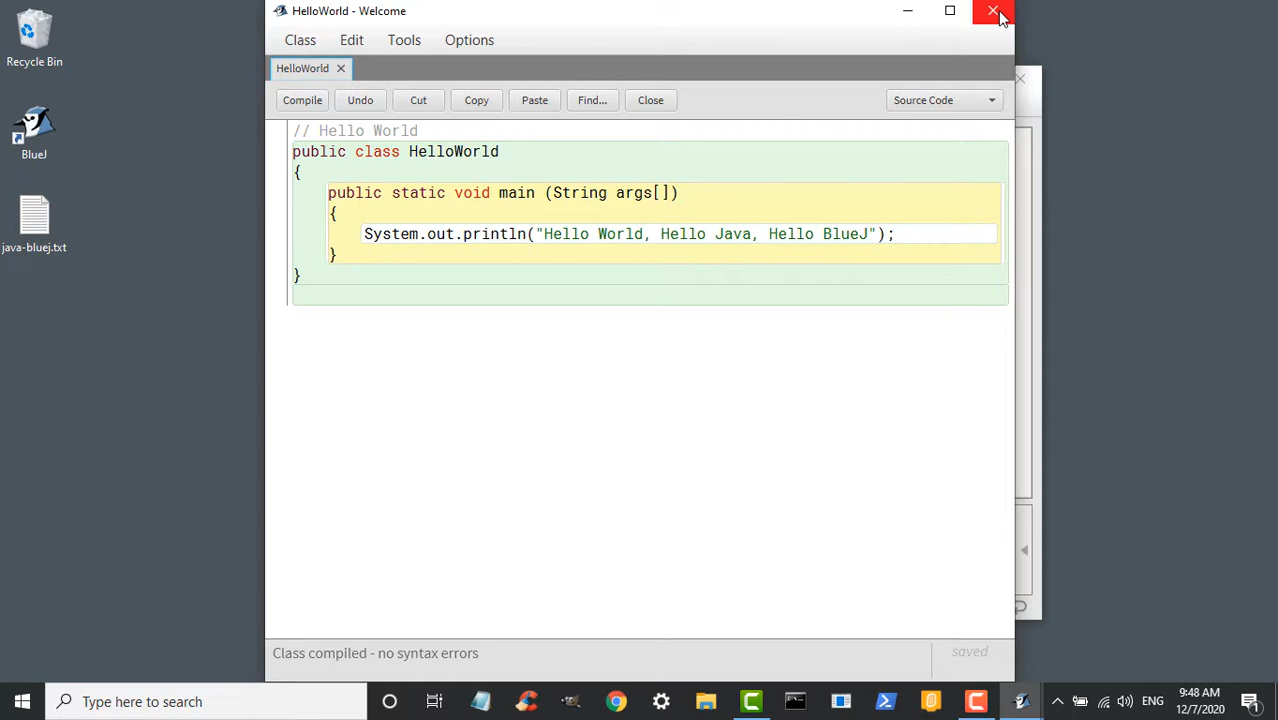 Recycle Bin
BlueJ
java-bluej.txt
HelloWorld - Welcome
Class Edit Tools Options
HelloWorld
Compile Undo Cut Copy Paste Find... Close Source Code
// Hello World
public class HelloWorld
{
public static void main (String args[])
{
System.out.println("Hello World, Hello Java, Hello BlueJ");
}
}
Class compiled - no syntax errors
saved
Type here to search
ENG
9:48 AM
12/7/2020
1